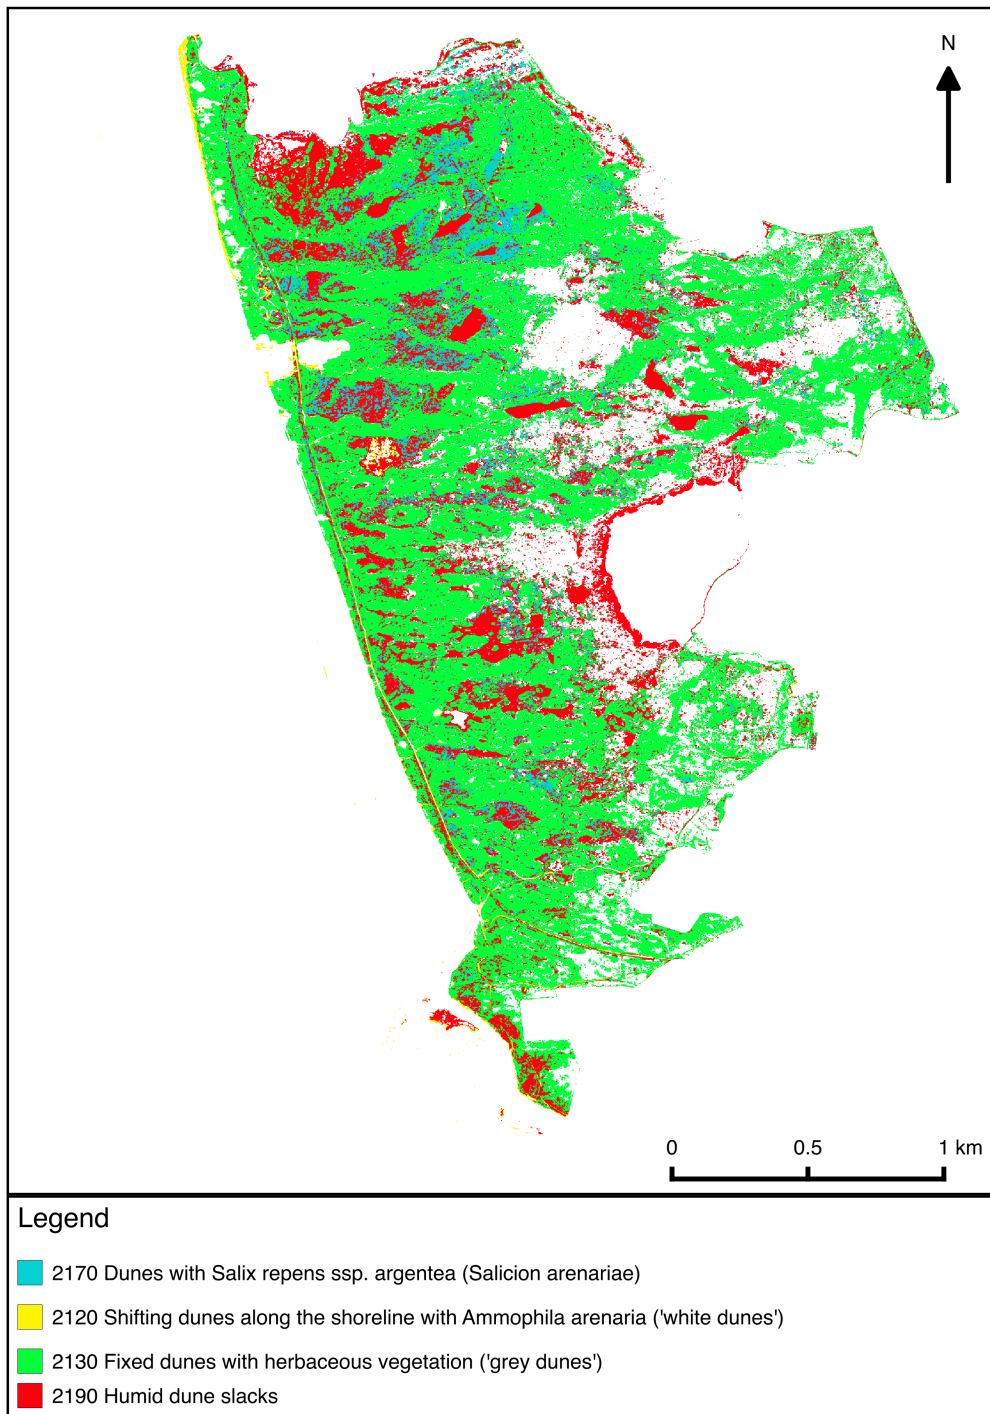 N
0 0.5 1 km
Legend
2170 Dunes with Salix repens ssp. argentea (Salicion arenariae)
2120 Shifting dunes along the shoreline with Ammophila arenaria ('white dunes')
2130 Fixed dunes with herbaceous vegetation ('grey dunes')
2190 Humid dune slacks